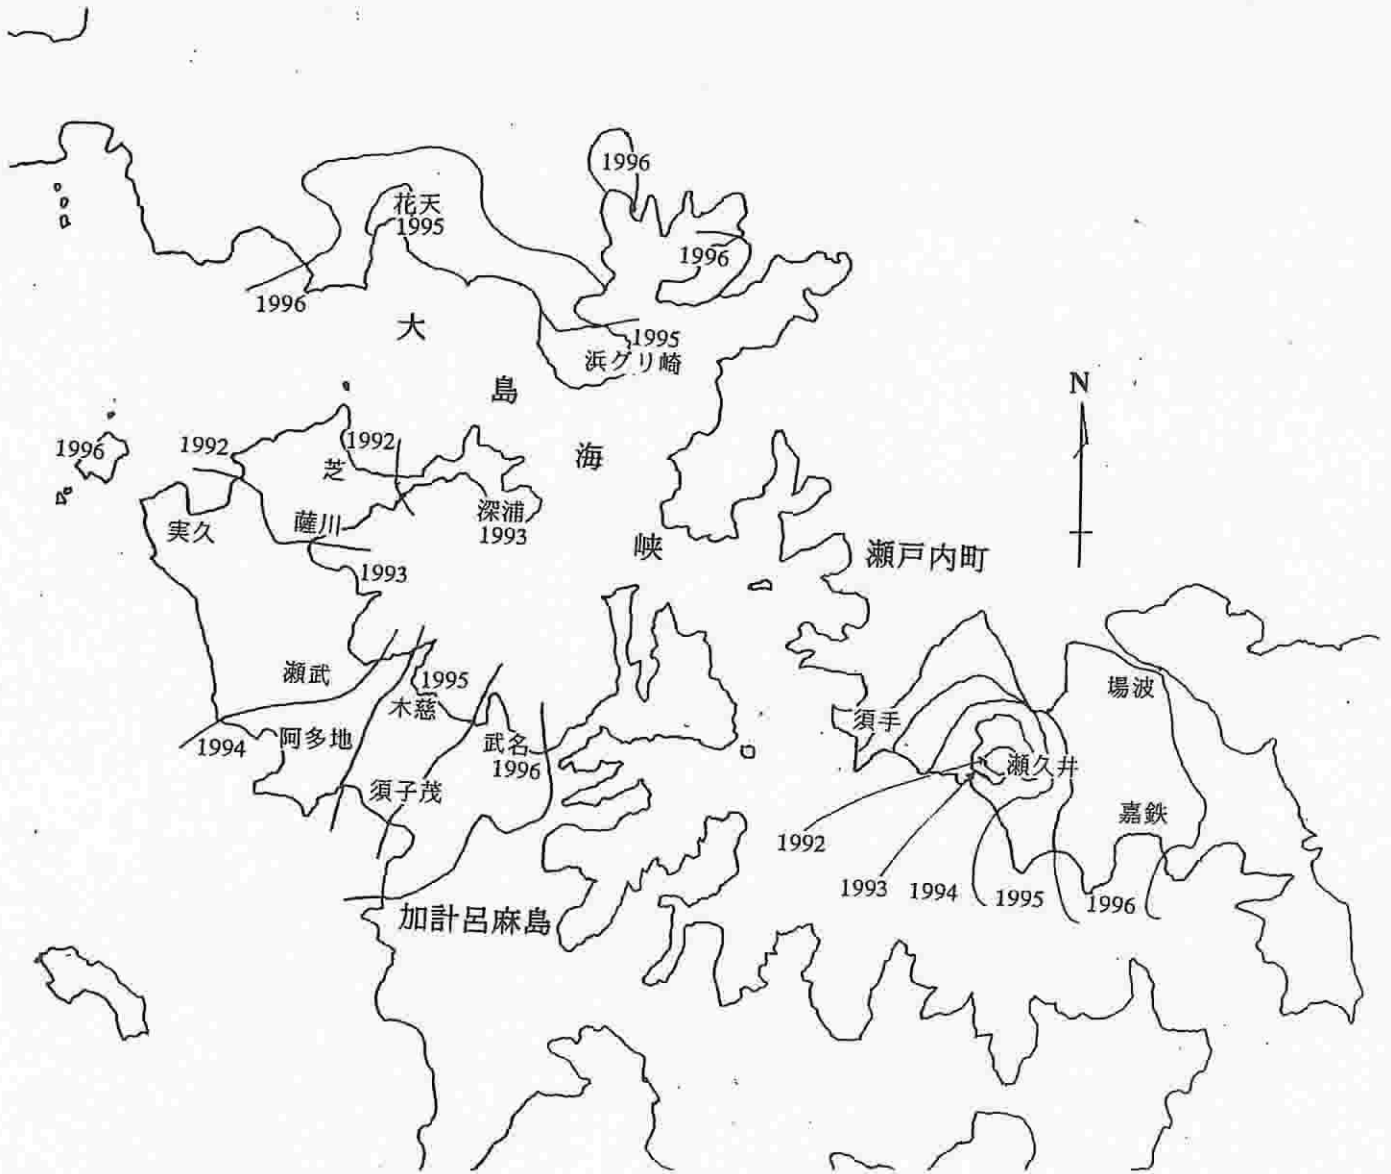 1996
花天
1995
1996
1996
大
1995
浜グリ崎
島
N
1992
1992
1996
海
芝
深浦
薩川
実久
1993
峡
瀬戸内町
1993
瀬武
1995
場波
木慈
須手
阿多地
武名
1994
瀬久井
1996
須子茂
嘉鉄
1992
1993
1994
1995
1996
加計呂麻島